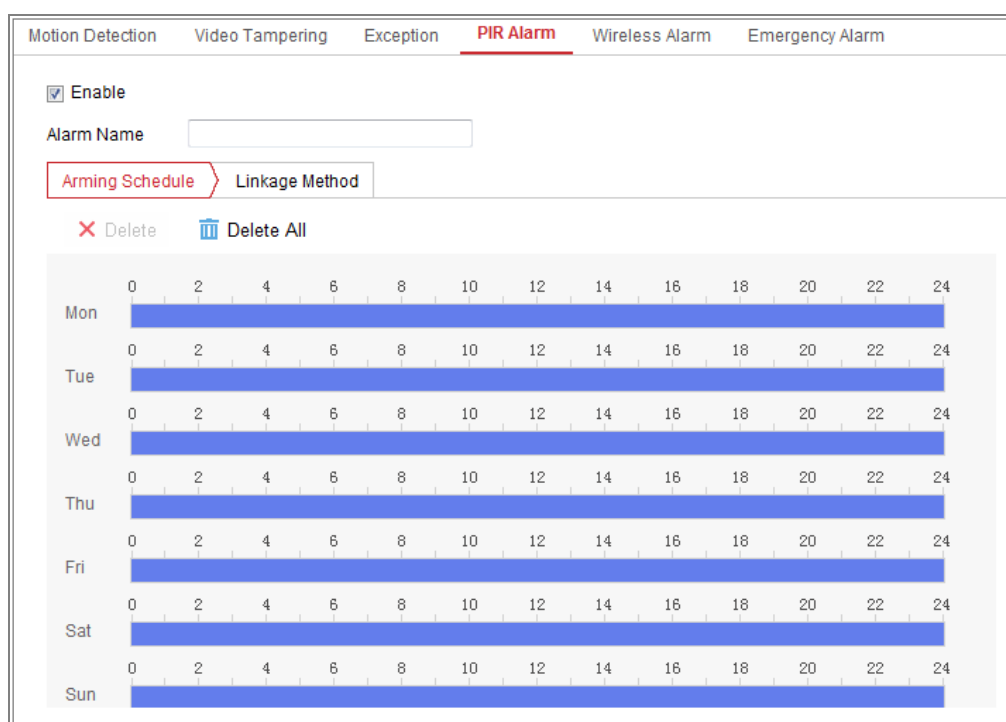 Motion Detection Video Tampering Exception PIR Alarm Wireless Alarm Emergency Alarm
Enable
Alarm Name
Arming Schedule Linkage Method
Delete Delete All
0 2 4 6 8 10 12 14 16 18 20 22 24
Mon
0 2 4 6 8 10 12 14 16 18 20 22 24
Tue
0 2 4 6 8 10 12 14 16 18 20 22 24
Wed
0 2 4 6 8 10 12 14 16 18 20 22 24
Thu
0 2 4 6 8 10 12 14 16 18 20 22 24
Fri
0 2 4 6 8 10 12 14 16 18 20 22 24
Sat
0 2 4 6 8 10 12 14 16 18 20 22 24
Sun